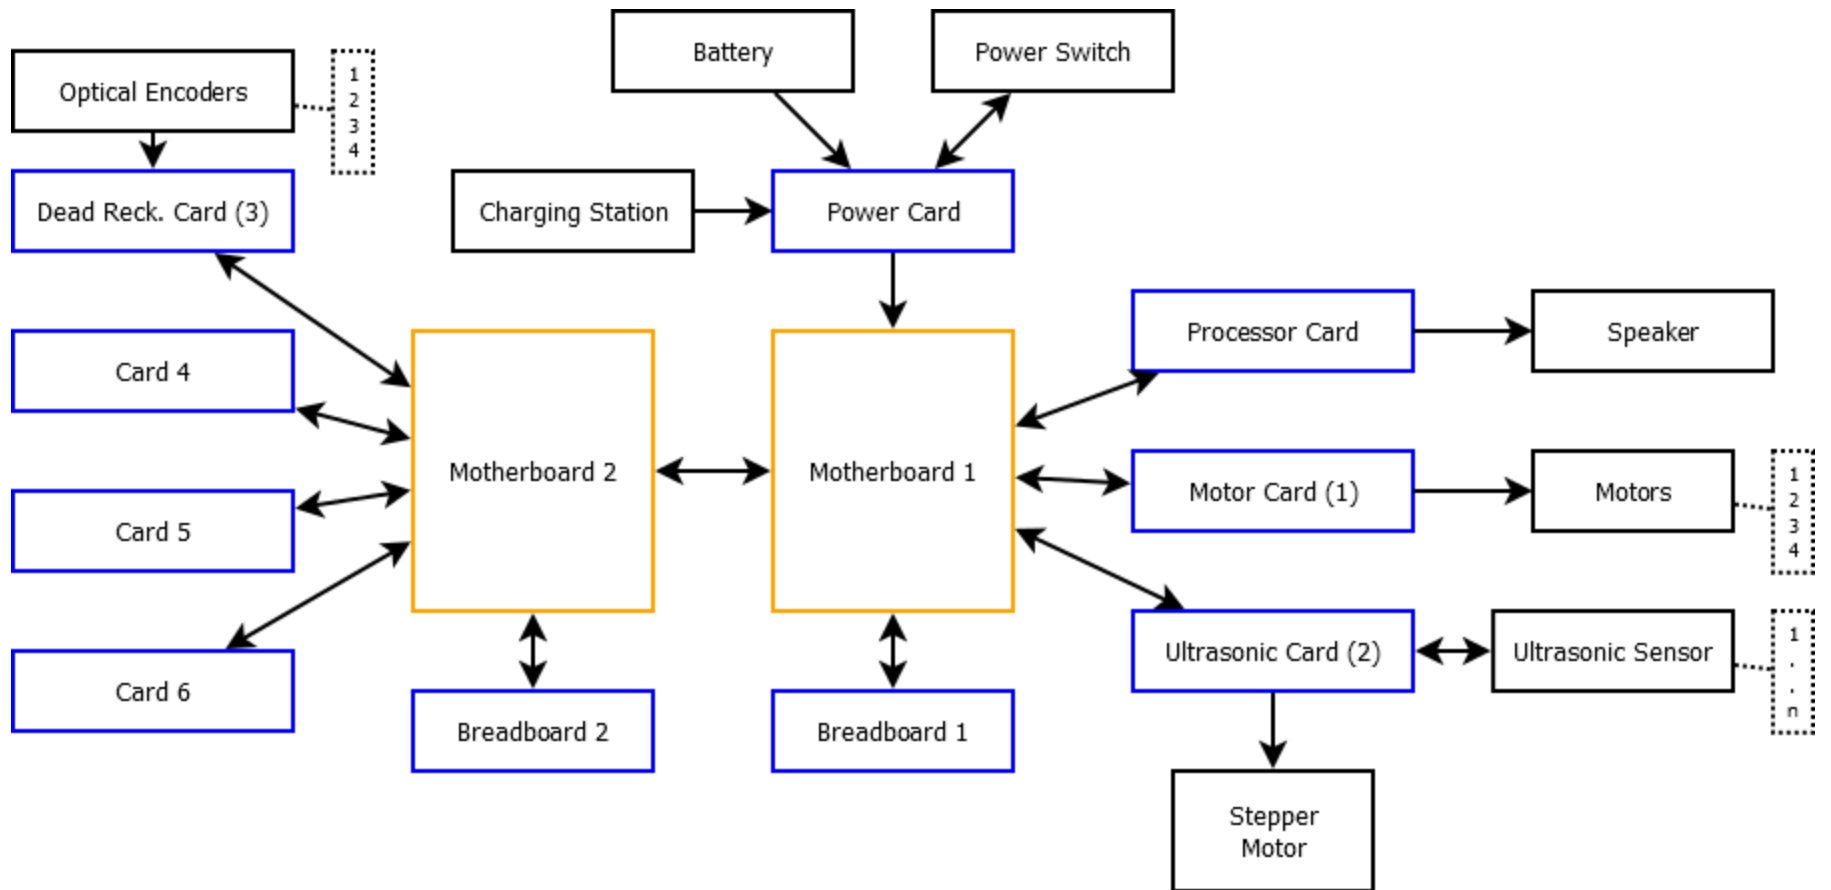 Battery
Power Switch
Optical Encoders
1
2
3
4
Dead Reck. Card (3)
Charging Station
Power Card
Processor Card
Speaker
Card 4
Motherboard 2
Motherboard 1
Motor Card (1)
Motors
1
2
3
4
Card 5
Ultrasonic Card (2)
Ultrasonic Sensor
1
.
.
n
Card 6
Breadboard 2
Breadboard 1
Stepper
Motor